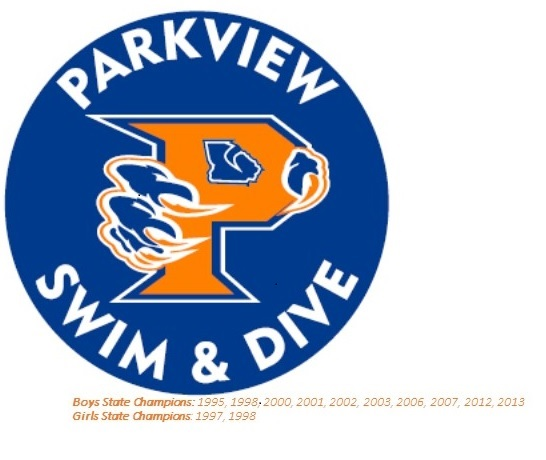 PARKVIEW
P
SWIM & DIVE
Boys State Champions: 1995, 1998, 2000, 2001, 2002, 2003, 2006, 2007, 2012, 2013
Girls State Champions: 1997, 1998